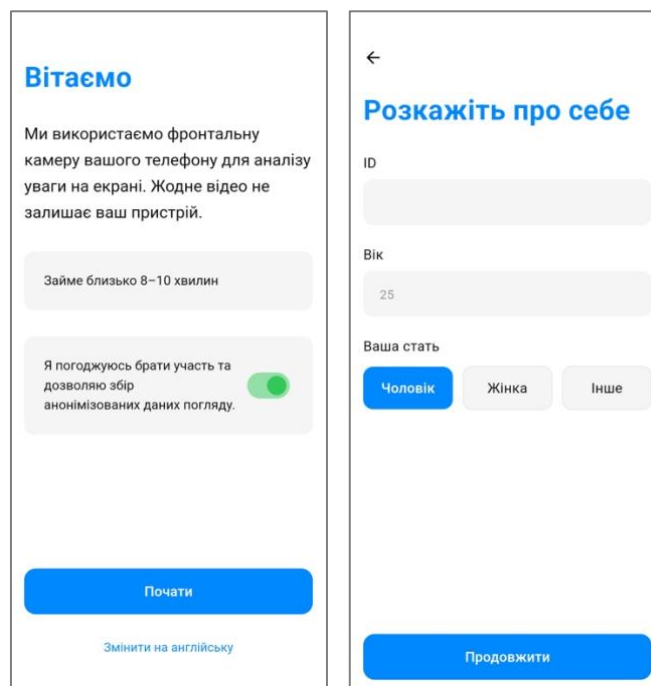 Вітаємо
Ми використаємо фронтальну
камеру вашого телефону для аналізу
уваги на екрані. Жодне відео не
залишає ваш пристрій.
Займе близько 8–10 хвилин
Я погоджуюсь брати участь та
дозволяю збір
анонімізованих даних погляду.
Почати
Змінити на англійську
Розкажіть про себе
ID
Вік
25
Ваша стать
Чоловік Жінка Інше
Продовжити